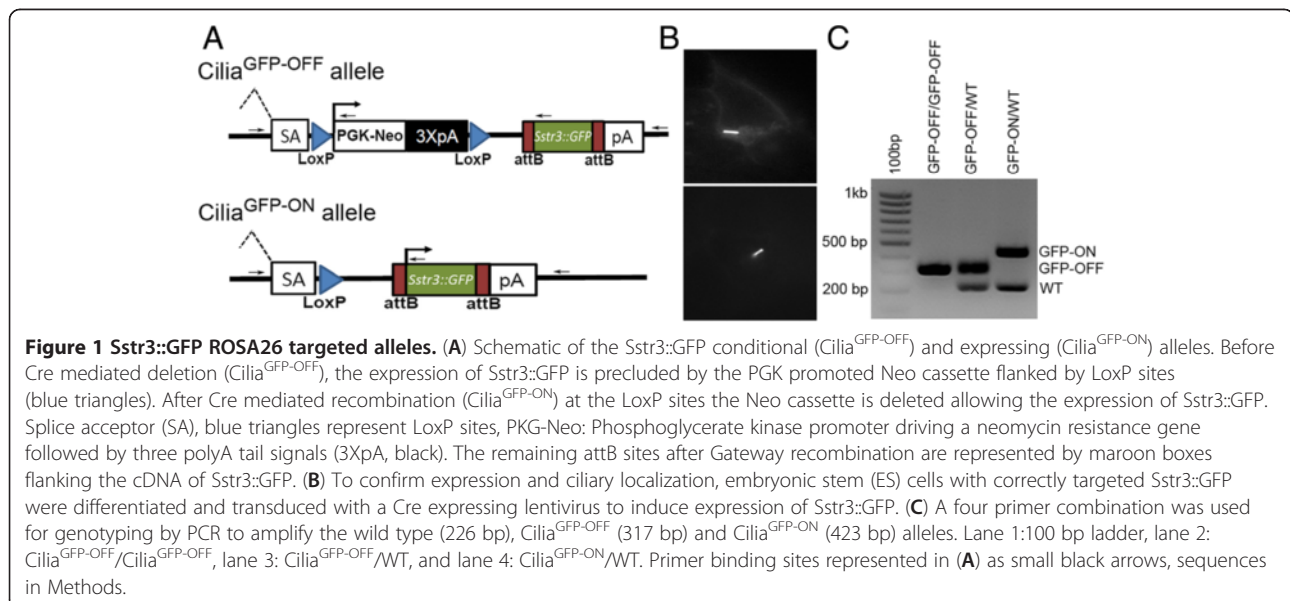 A
B
C
Cilia^GFP-OFF allele
SA
LoxP
PGK-Neo
3XpA
LoxP
attB
Sstr3::GFP
attB
pA
Cilia^GFP-ON allele
SA
LoxP
attB
Sstr3::GFP
attB
pA
100bp
GFP-OFF/GFP-OFF
GFP-OFF/WT
GFP-ON/WT
1kb
500 bp
200 bp
GFP-ON
GFP-OFF
WT
Figure 1 Sstr3::GFP ROSA26 targeted alleles. (A) Schematic of the Sstr3::GFP conditional (Cilia^GFP-OFF) and expressing (Cilia^GFP-ON) alleles. Before
Cre mediated deletion (Cilia^GFP-OFF), the expression of Sstr3::GFP is precluded by the PGK promoted Neo cassette flanked by LoxP sites
(blue triangles). After Cre mediated recombination (Cilia^GFP-ON) at the LoxP sites the Neo cassette is deleted allowing the expression of Sstr3::GFP.
Splice acceptor (SA), blue triangles represent LoxP sites, PKG-Neo: Phosphoglycerate kinase promoter driving a neomycin resistance gene
followed by three polyA tail signals (3XpA, black). The remaining attB sites after Gateway recombination are represented by maroon boxes
flanking the cDNA of Sstr3::GFP. (B) To confirm expression and ciliary localization, embryonic stem (ES) cells with correctly targeted Sstr3::GFP
were differentiated and transduced with a Cre expressing lentivirus to induce expression of Sstr3::GFP. (C) A four primer combination was used
for genotyping by PCR to amplify the wild type (226 bp), Cilia^GFP-OFF (317 bp) and Cilia^GFP-ON (423 bp) alleles. Lane 1:100 bp ladder, lane 2:
Cilia^GFP-OFF/Cilia^GFP-OFF, lane 3: Cilia^GFP-OFF/WT, and lane 4: Cilia^GFP-ON/WT. Primer binding sites represented in (A) as small black arrows, sequences
in Methods.